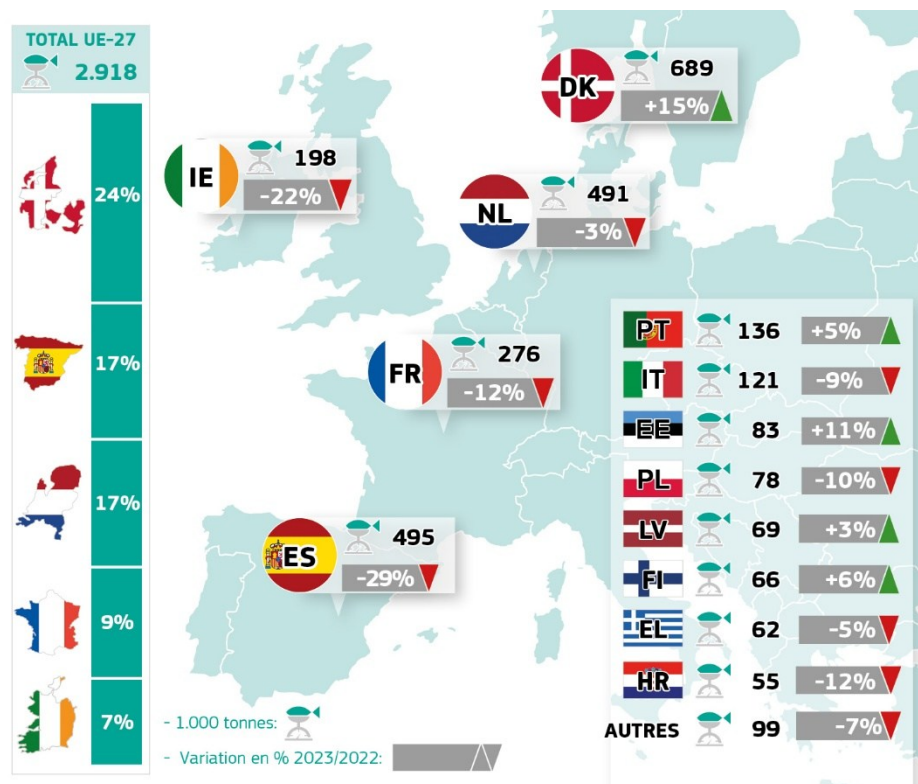 TOTAL UE-27
2.918
24%
17%
17%
9%
7%
DK
689
+15%
IE
198
-22%
NL
491
-3%
FR
276
-12%
ES
495
-29%
PT 136 +5%
IT 121 -9%
EE 83 +11%
PL 78 -10%
LV 69 +3%
FI 66 +6%
EL 62 -5%
HR 55 -12%
AUTRES 99 -7%
- 1.000 tonnes:
- Variation en % 2023/2022: